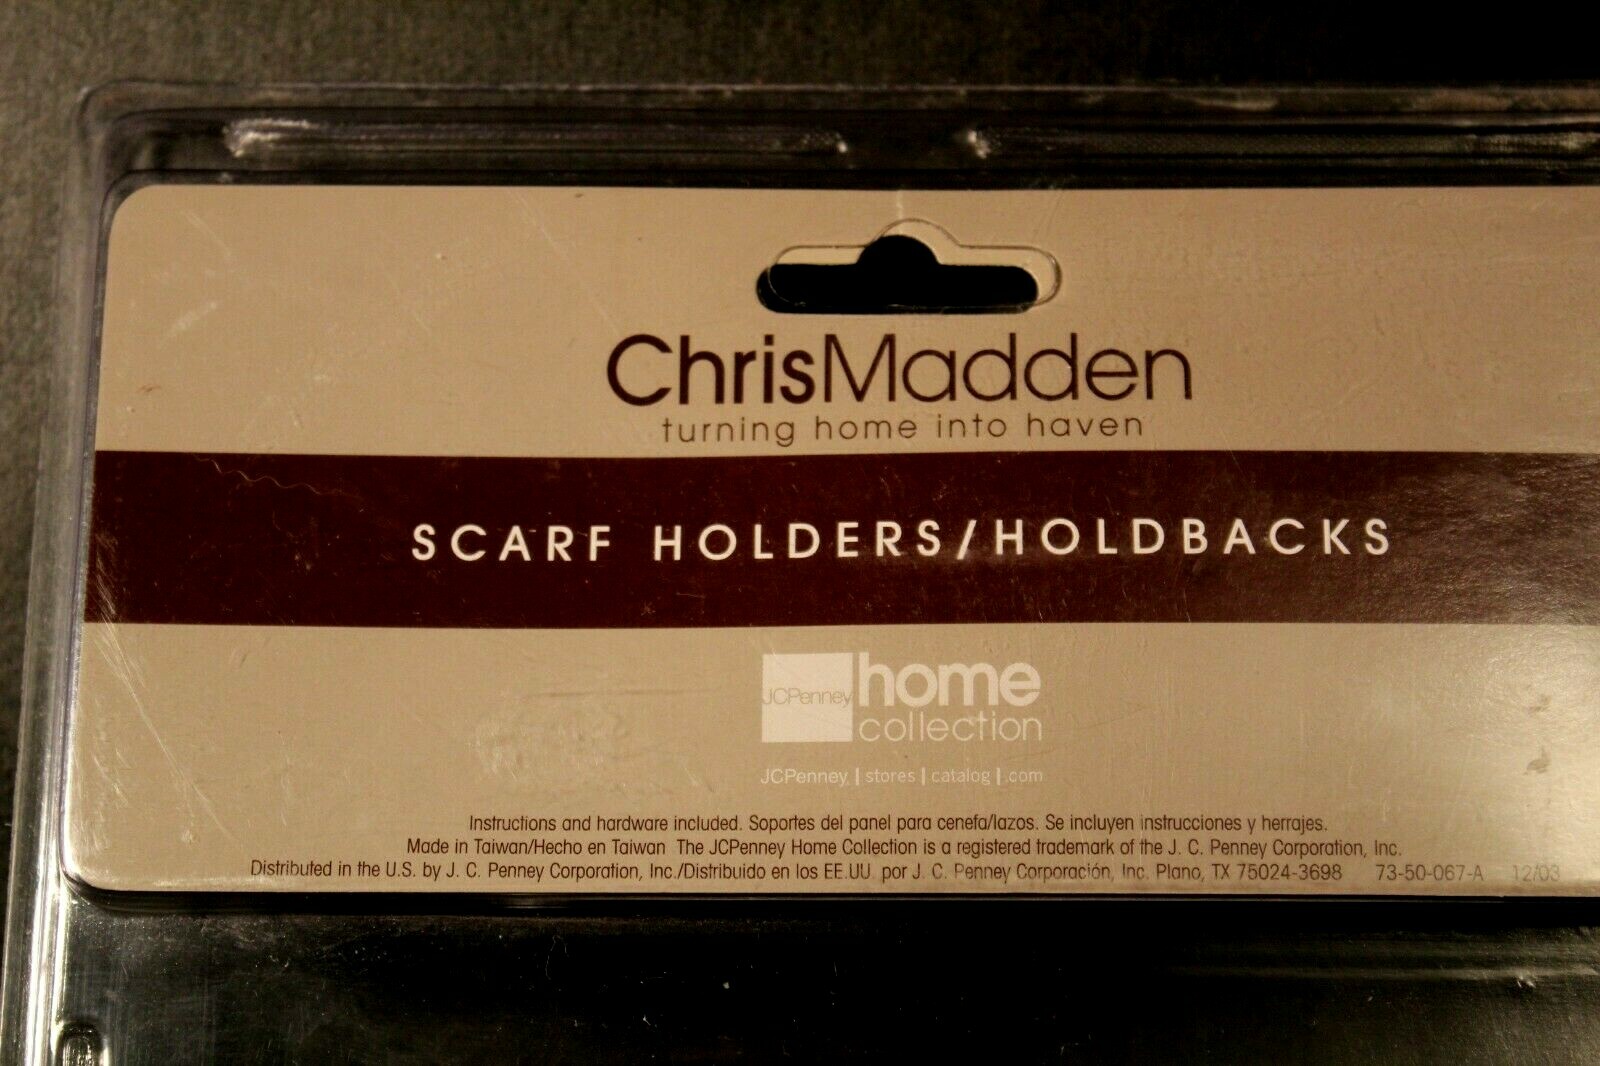 ChrisMadden
turning home into haven
SCARF HOLDERS/HOLDBACKS
JCPenney home
collection
JCPenney | stores | catalog | .com
Instructions and hardware included. Soportes del panel para cenefa/lazos. Se incluyen instrucciones y herrajes.
Made in Taiwan/Hecho en Taiwan The JCPenney Home Collection is a registered trademark of the J. C. Penney Corporation, Inc.
Distributed in the U.S. by J. C. Penney Corporation, Inc./Distribuido en los EE.UU. por J. C. Penney Corporación, Inc. Plano, TX 75024-3698 73-50-067-A 12/03